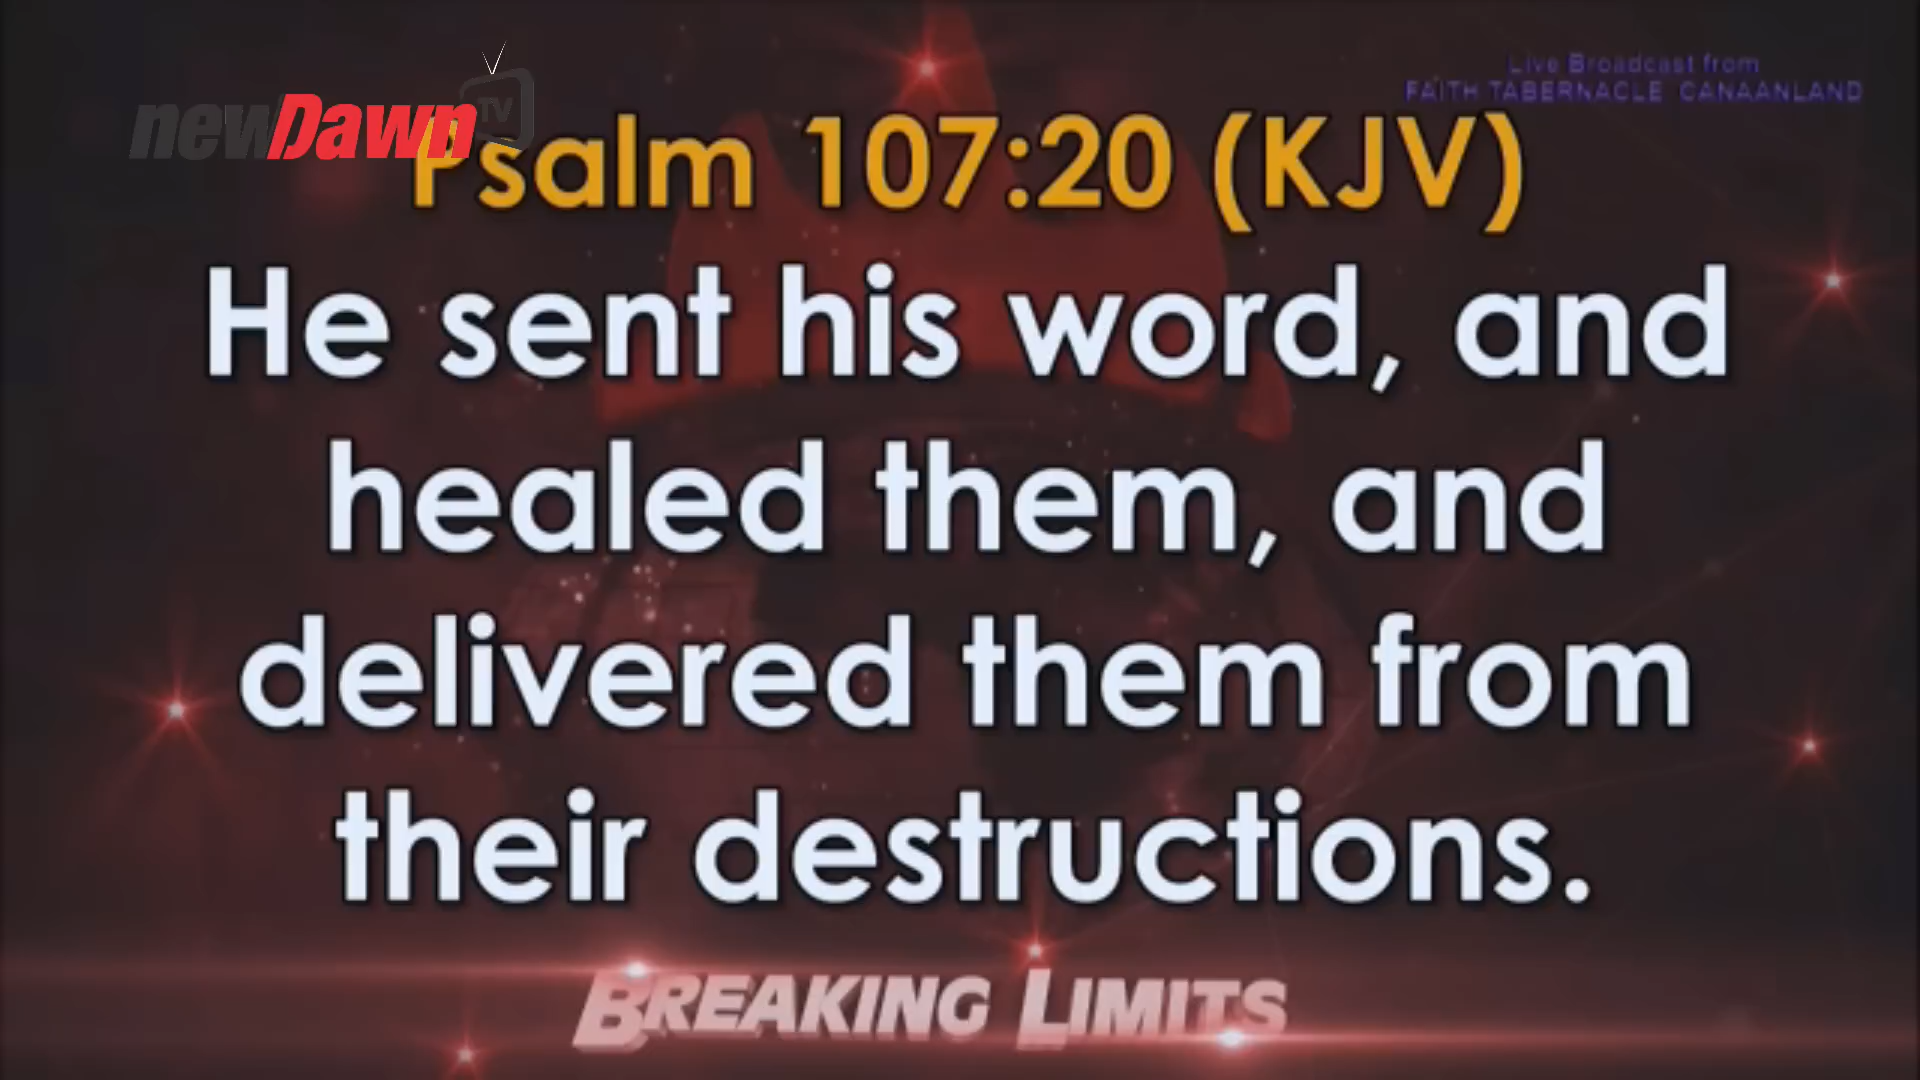 Live Broadcast from
FAITH TABERNACLE CANAANLAND
newDawn TV
Psalm 107:20 (KJV)
He sent his word, and
healed them, and
delivered them from
their destructions.
BREAKING LIMITS